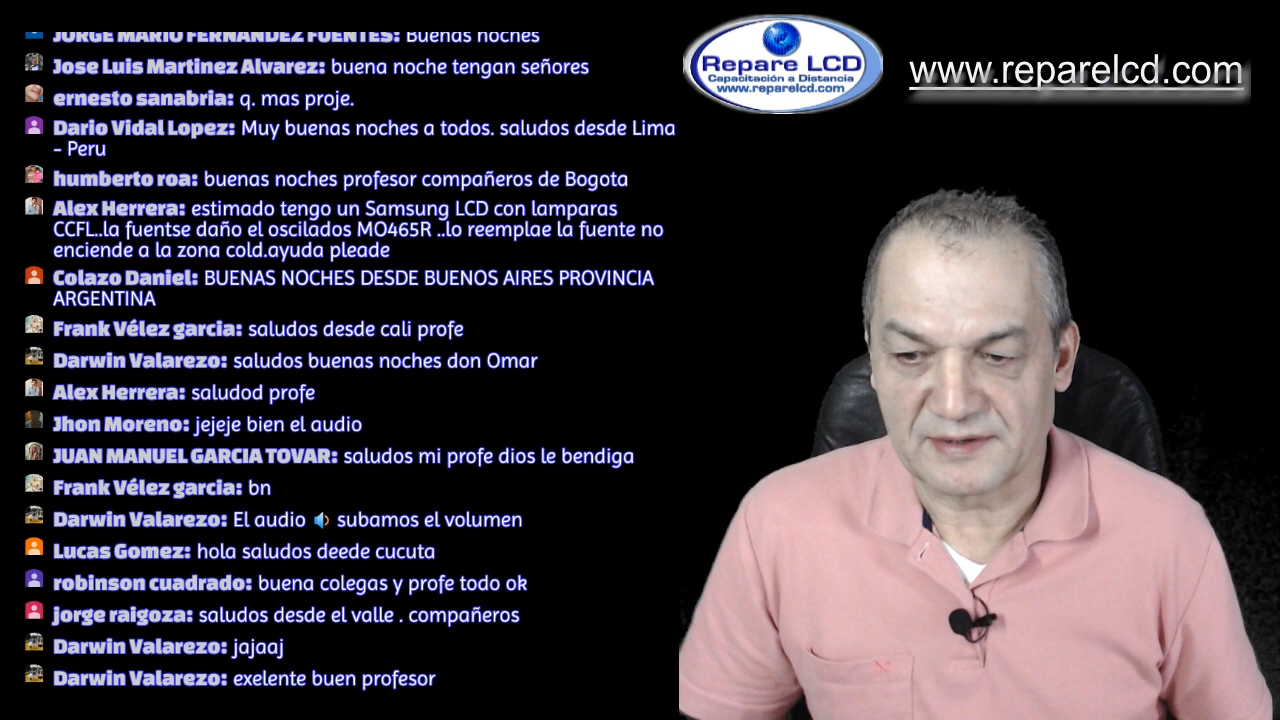 JORGE MARIO FERNANDEZ FUENTES: Buenas noches
Jose Luis Martinez Alvarez: buena noche tengan señores
ernesto sanabria: q. mas proje.
Dario Vidal Lopez: Muy buenas noches a todos. saludos desde Lima
- Peru
humberto roa: buenas noches profesor compañeros de Bogota
Alex Herrera: estimado tengo un Samsung LCD con lamparas
CCFL..la fuentse daño el oscilados MO465R ..lo reemplae la fuente no
enciende a la zona cold.ayuda pleade
Colazo Daniel: BUENAS NOCHES DESDE BUENOS AIRES PROVINCIA
ARGENTINA
Frank Vélez garcia: saludos desde cali profe
Darwin Valarezo: saludos buenas noches don Omar
Alex Herrera: saludod profe
Jhon Moreno: jejeje bien el audio
JUAN MANUEL GARCIA TOVAR: saludos mi profe dios le bendiga
Frank Vélez garcia: bn
Darwin Valarezo: El audio 🔉 subamos el volumen
Lucas Gomez: hola saludos deede cucuta
robinson cuadrado: buena colegas y profe todo ok
jorge raigoza: saludos desde el valle . compañeros
Darwin Valarezo: jajaaj
Darwin Valarezo: exelente buen profesor
Repare LCD
Capacitación a Distancia
www.reparelcd.com
www.reparelcd.com